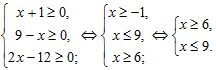 { x + 1 ≥ 0, 9 − x ≥ 0, 2x − 12 ≥ 0; ⇔ { x ≥ −1, x ≤ 9, x ≥ 6; ⇔ { x ≥ 6, x ≤ 9.